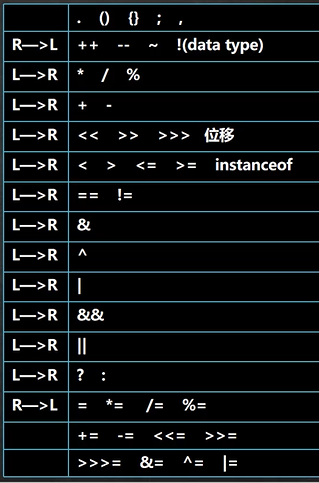 . () {} ; ,
R—>L ++ -- ~ !(data type)
L—>R * / %
L—>R + -
L—>R << >> >>> 位移
L—>R < > <= >= instanceof
L—>R == !=
L—>R &
L—>R ^
L—>R |
L—>R &&
L—>R ||
L—>R ? :
R—>L = *= /= %=
+= -= <<= >>=
>>>= &= ^= |=